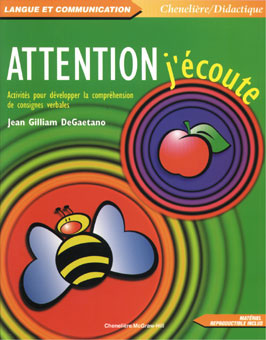 LANGUE ET COMMUNICATION
Chenelière/Didactique
ATTENTION
j'écoute
Activités pour développer la compréhension
de consignes verbales
Jean Gilliam DeGaetano
Chenelière/McGraw-Hill
MATÉRIEL
REPRODUCTIBLE INCLUS